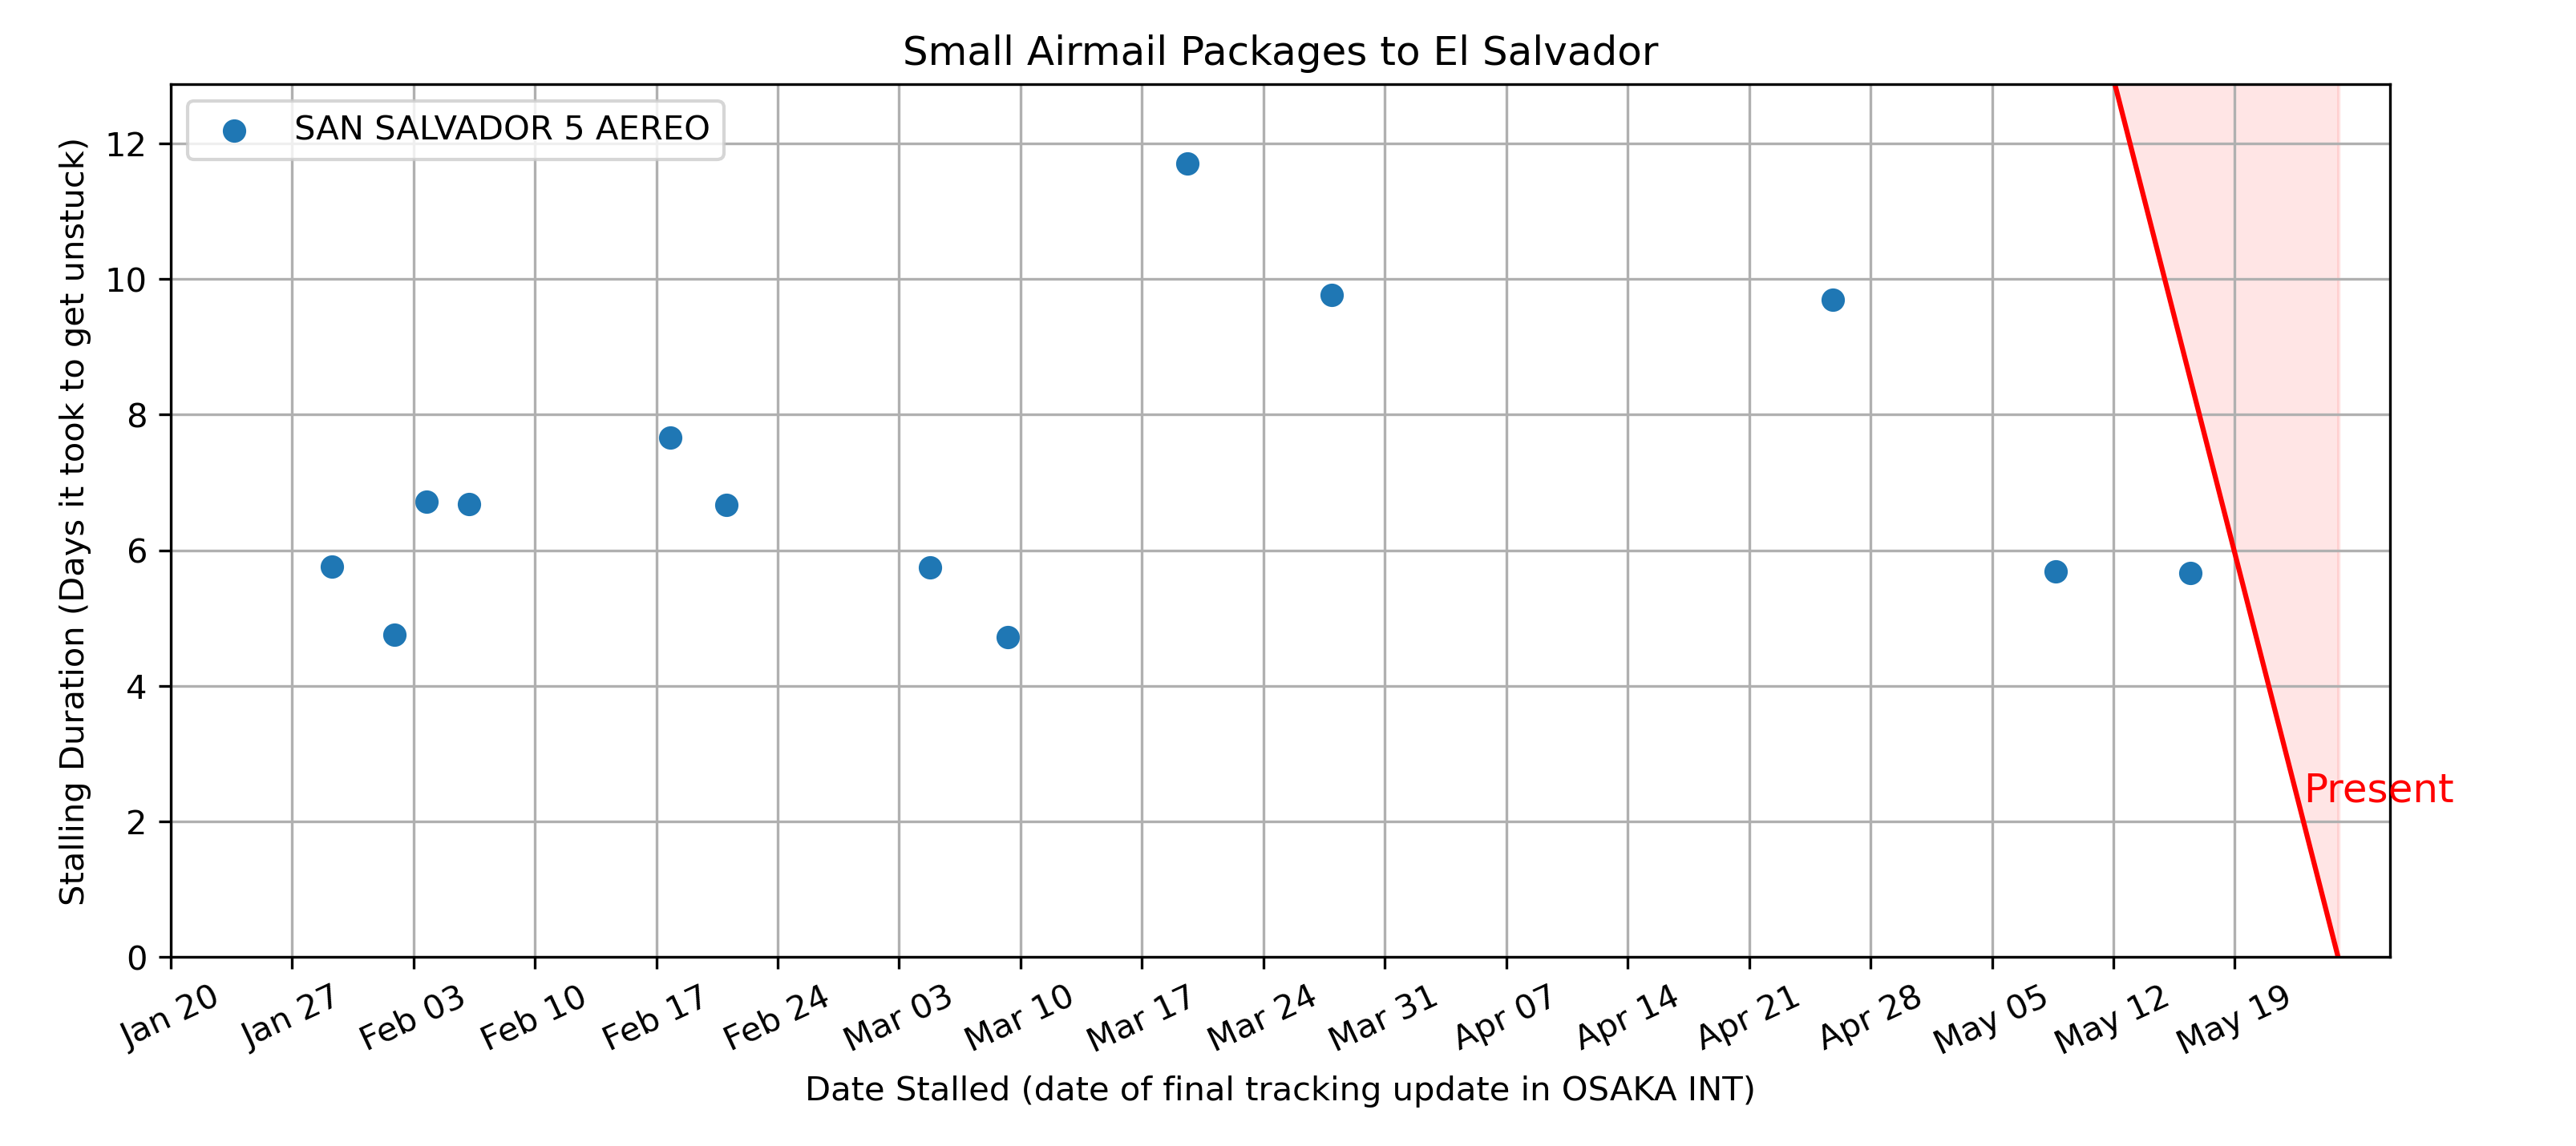 Small Airmail Packages to El Salvador
SAN SALVADOR 5 AEREO
Stalling Duration (Days it took to get unstuck)
12
10
8
6
4
2
0
Present
Jan 20
Jan 27
Feb 03
Feb 10
Feb 17
Feb 24
Mar 03
Mar 10
Mar 17
Mar 24
Mar 31
Apr 07
Apr 14
Apr 21
Apr 28
May 05
May 12
May 19
Date Stalled (date of final tracking update in OSAKA INT)